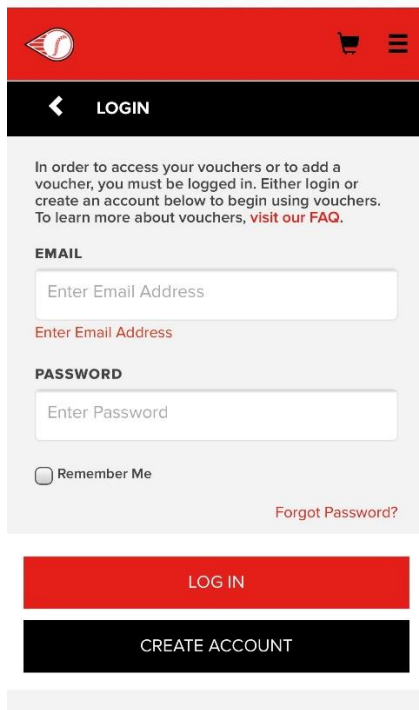 LOGIN
In order to access your vouchers or to add a
voucher, you must be logged in. Either login or
create an account below to begin using vouchers.
To learn more about vouchers, visit our FAQ.
EMAIL
Enter Email Address
Enter Email Address
PASSWORD
Enter Password
Remember Me
Forgot Password?
LOG IN
CREATE ACCOUNT